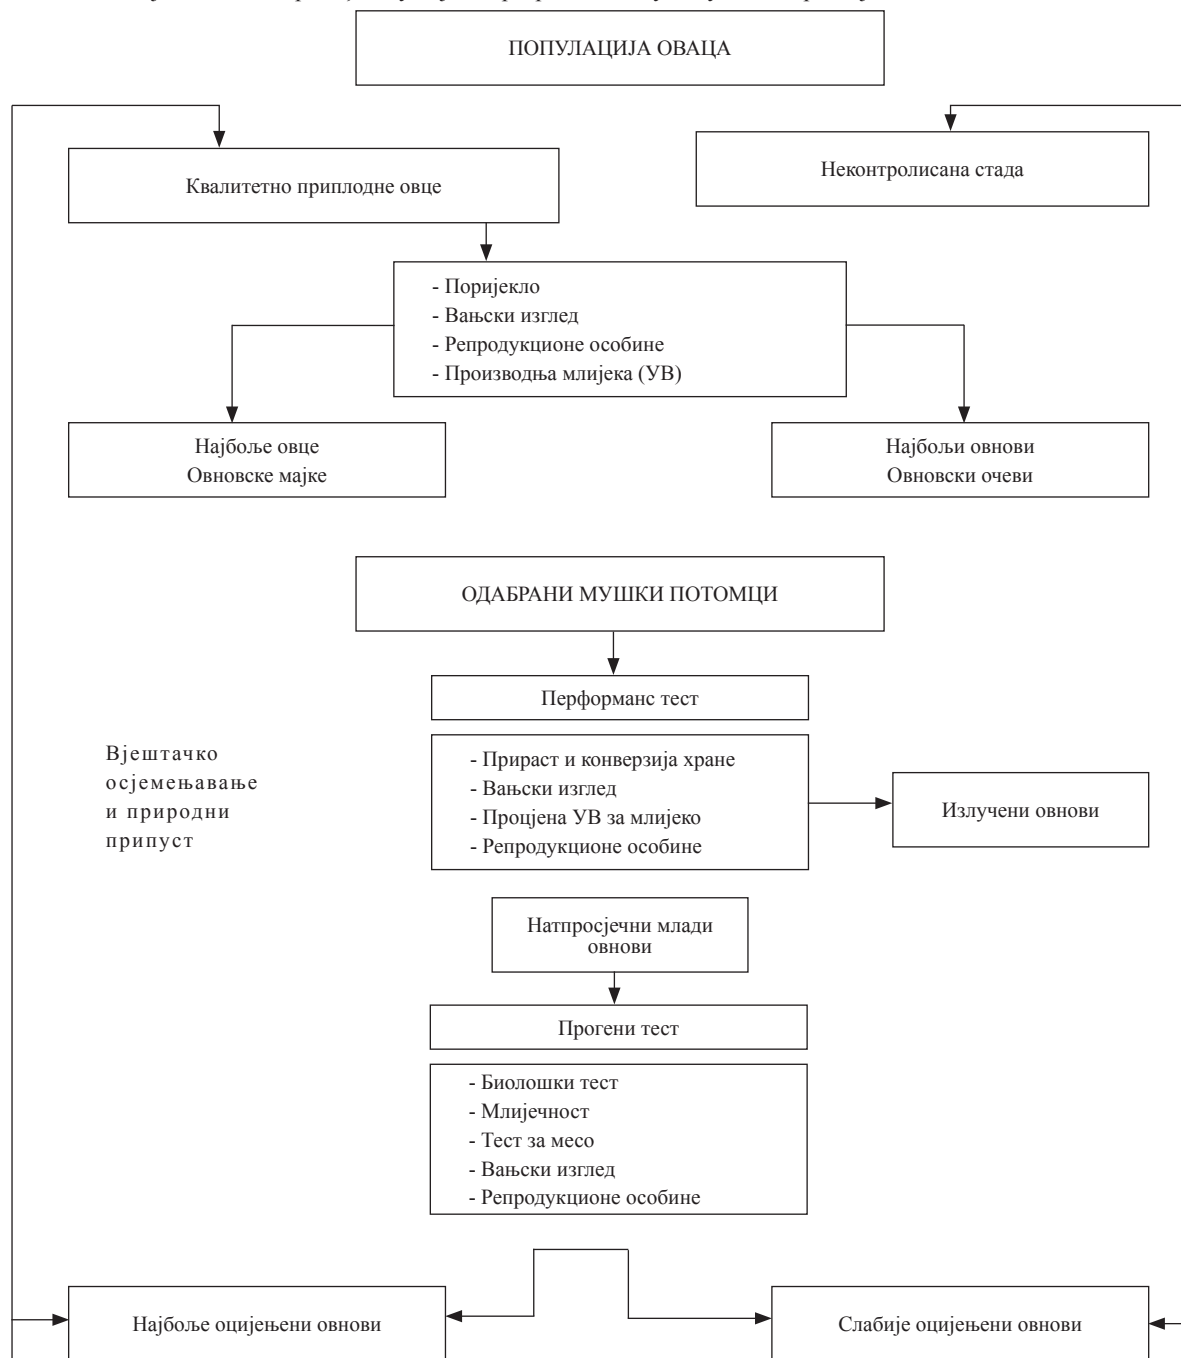 ПОПУЛАЦИЈА ОВАЦА
Квалитетно приплодне овце
Неконтролисана стада
- Поријекло
- Вањски изглед
- Репродукционе особине
- Производња млијека (УВ)
Најбоље овце
Овновске мајке
Најбољи овнови
Овновски очеви
ОДАБРАНИ МУШКИ ПОТОМЦИ
Перформанс тест
Вјештачко
осјемењавање
и природни
припуст
- Прираст и конверзија хране
- Вањски изглед
- Процјена УВ за млијеко
- Репродукционе особине
Излучени овнови
Натпросјечни млади
овнови
Прогени тест
- Биолошки тест
- Млијечност
- Тест за месо
- Вањски изглед
- Репродукционе особине
Најбоље оцијењени овнови
Слабије оцијењени овнови